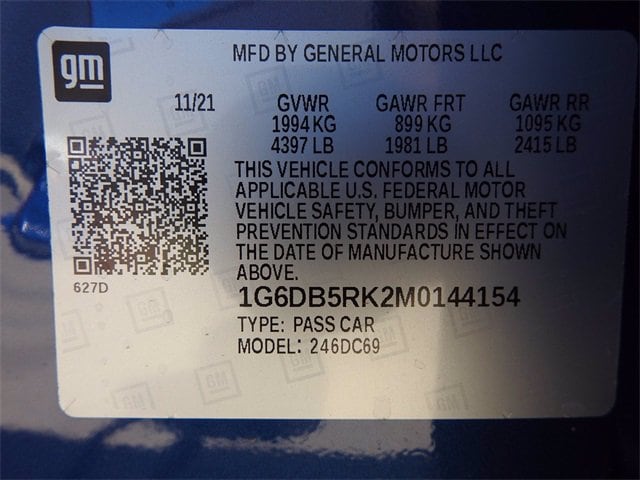 gm
MFD BY GENERAL MOTORS LLC
11/21 GVWR GAWR FRT GAWR RR
1994 KG 899 KG 1095 KG
4397 LB 1981 LB 2415 LB
THIS VEHICLE CONFORMS TO ALL
APPLICABLE U.S. FEDERAL MOTOR
VEHICLE SAFETY, BUMPER, AND THEFT
PREVENTION STANDARDS IN EFFECT ON
THE DATE OF MANUFACTURE SHOWN
ABOVE.
627D
1G6DB5RK2M0144154
TYPE: PASS CAR
MODEL: 246DC69